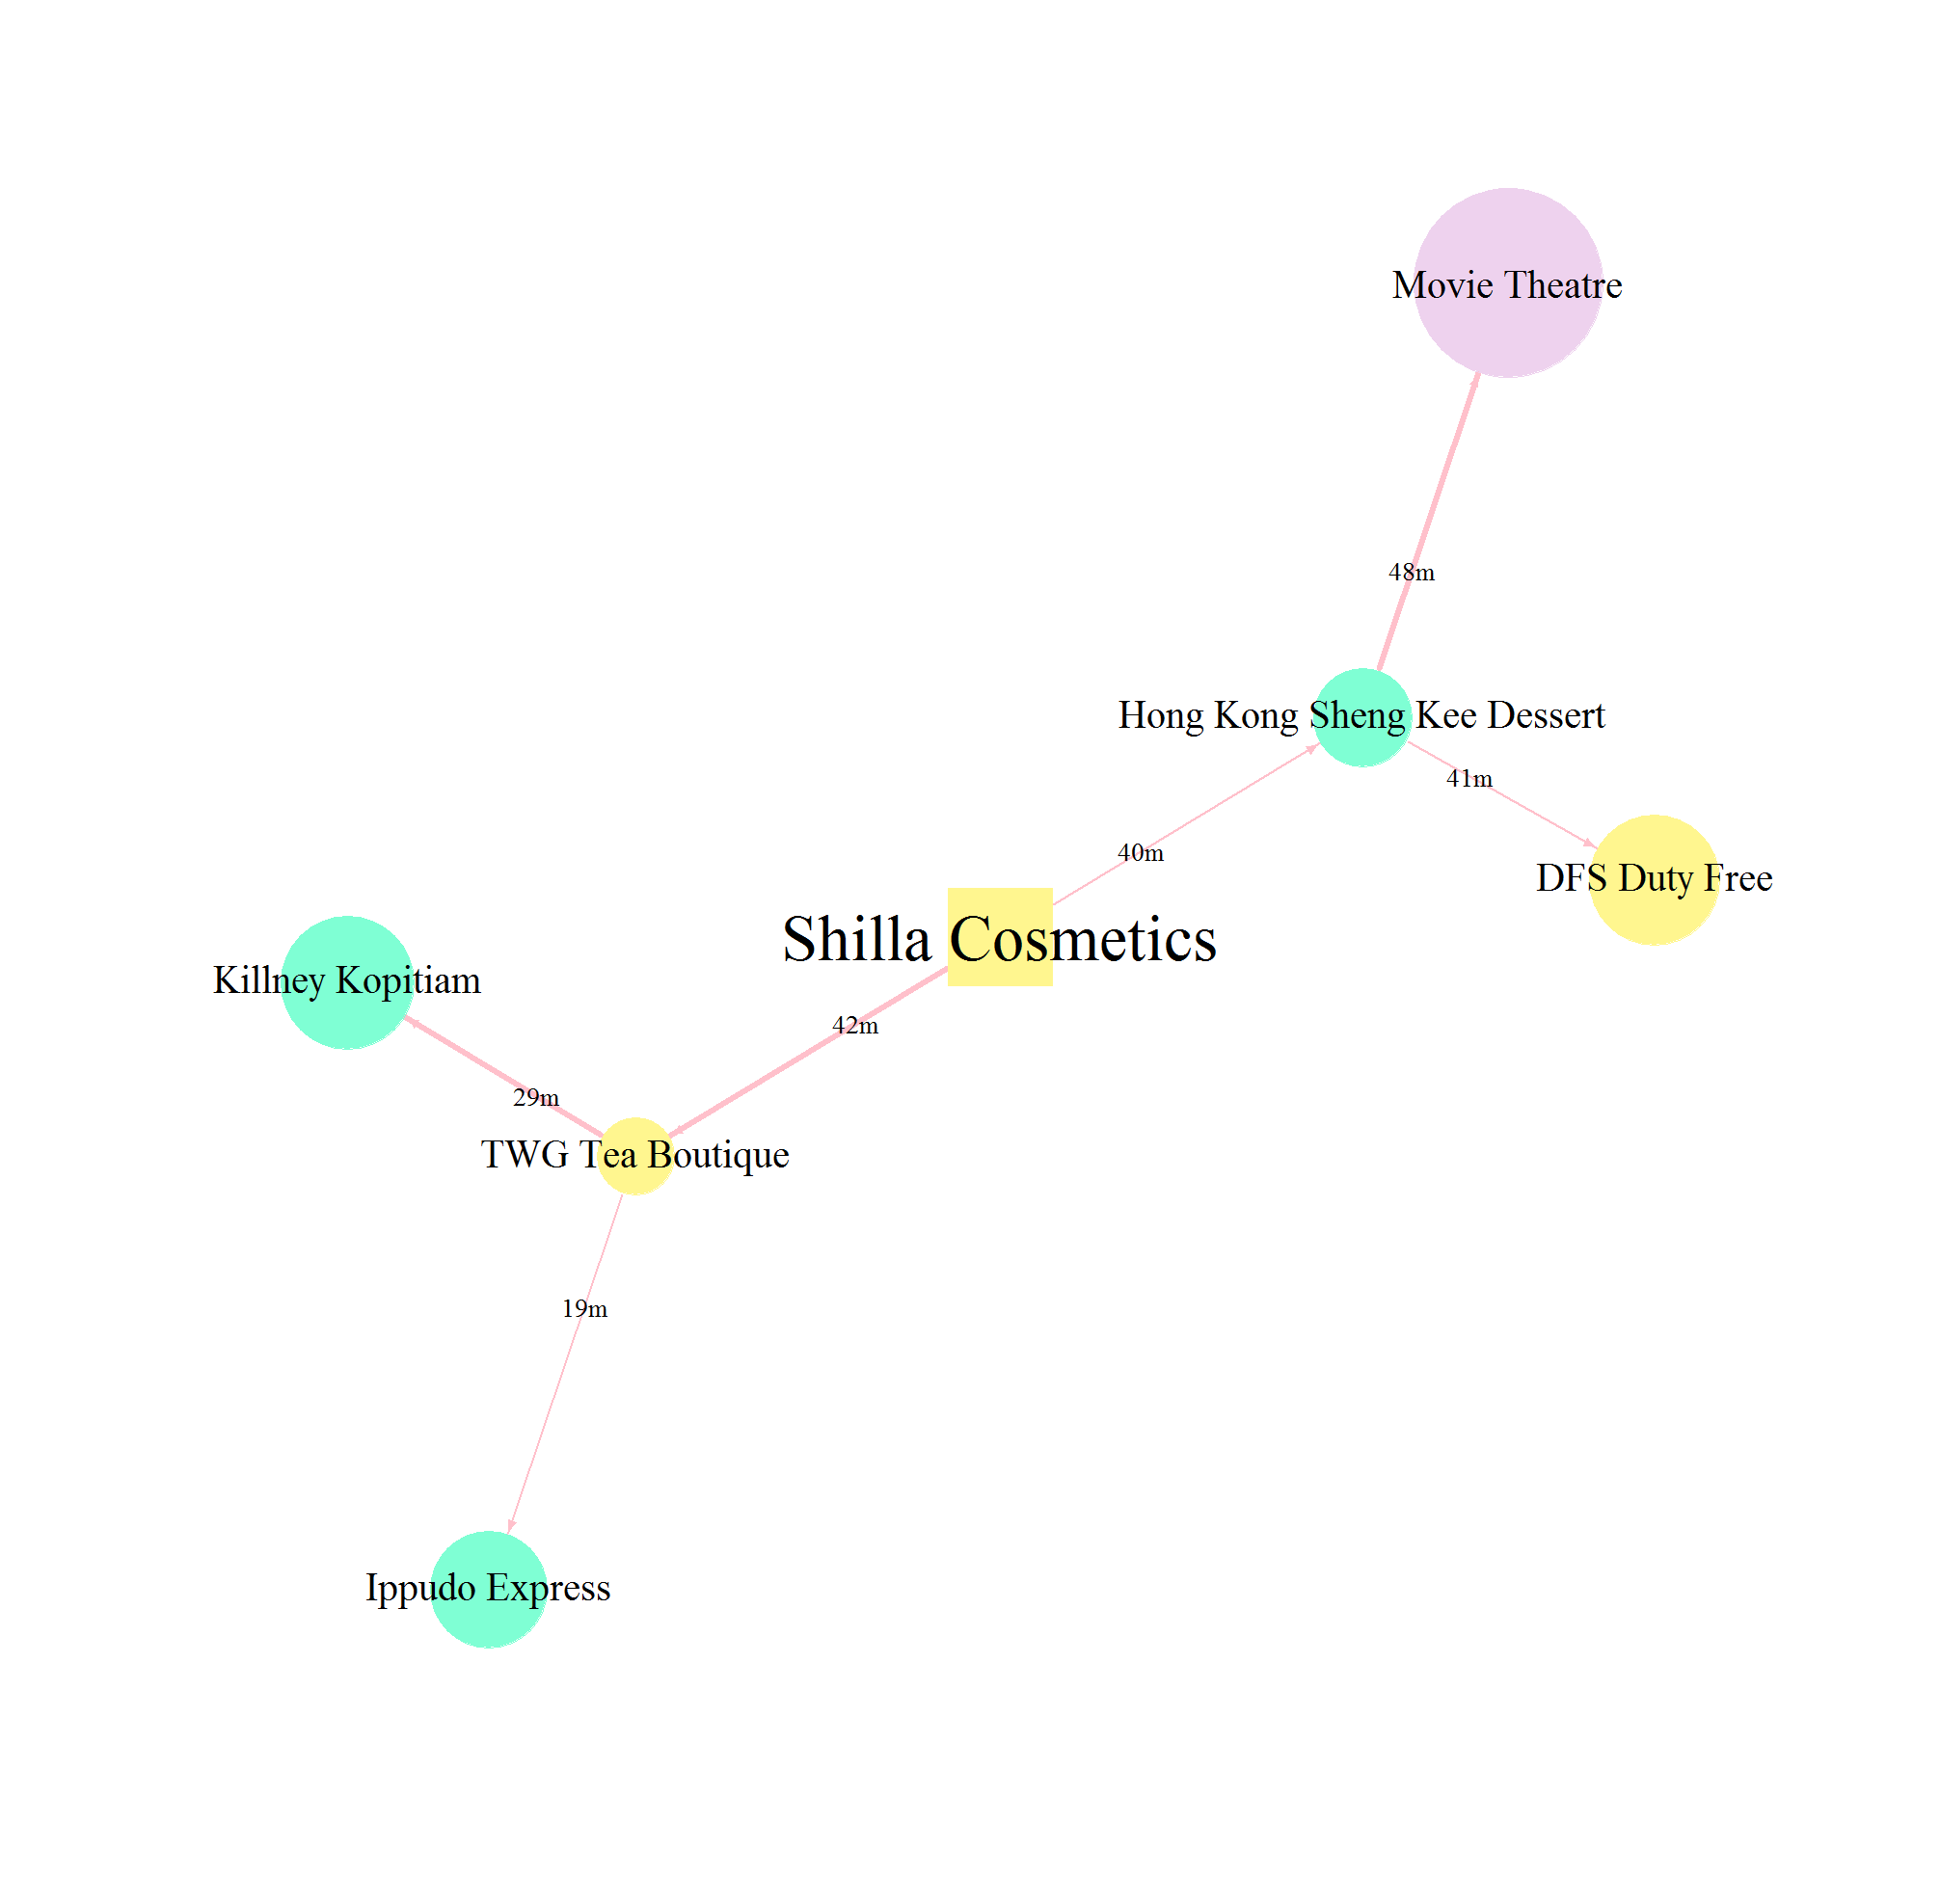 Movie Theatre
48m
Hong Kong Sheng Kee Dessert
41m
40m
DFS Duty Free
Shilla Cosmetics
Killney Kopitiam
42m
29m
TWG Tea Boutique
19m
Ippudo Express